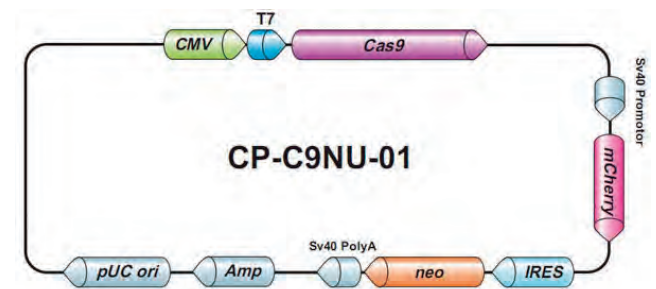 T7
CMV
Cas9
Sv40 Promotor
mCherry
CP-C9NU-01
Sv40 PolyA
pUC ori
Amp
neo
IRES